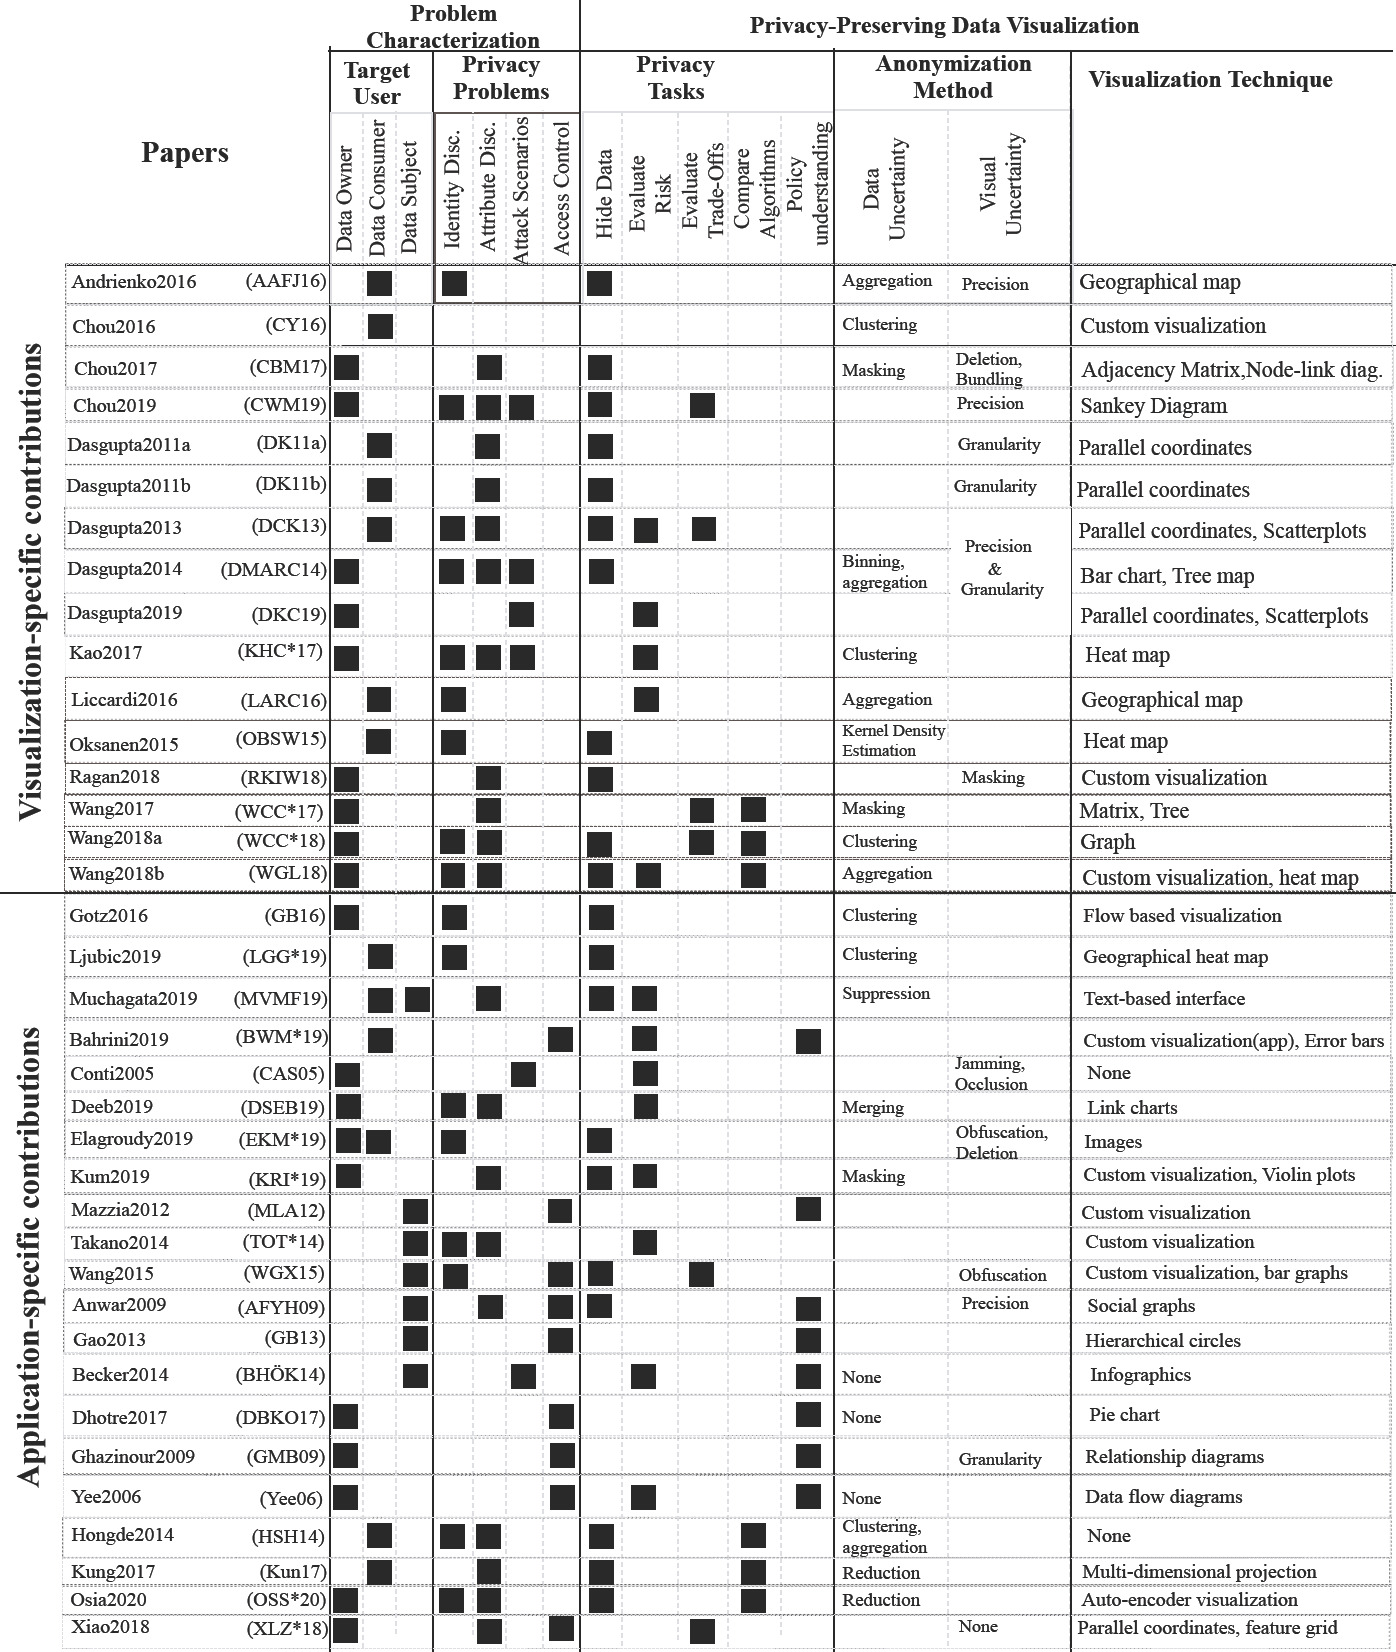 Problem
Characterization
Privacy-Preserving Data Visualization
Target
User
Privacy
Problems
Privacy
Tasks
Anonymization
Method
Visualization Technique
Papers
Data Owner
Data Consumer
Data Subject
Identity Disc.
Attribute Disc.
Attack Scenarios
Access Control
Hide Data
Evaluate
Risk
Evaluate
Trade-Offs
Compare
Algorithms
Policy
understanding
Data
Uncertainty
Visual
Uncertainty
Visualization-specific contributions
Andrienko2016 (AAFJ16) Aggregation Precision Geographical map
Chou2016 (CY16) Clustering Custom visualization
Chou2017 (CBM17) Masking Deletion, Bundling Adjacency Matrix,Node-link diag.
Chou2019 (CWM19) Precision Sankey Diagram
Dasgupta2011a (DK11a) Granularity Parallel coordinates
Dasgupta2011b (DK11b) Granularity Parallel coordinates
Dasgupta2013 (DCK13) Parallel coordinates, Scatterplots
Precision
&
Granularity
Dasgupta2014 (DMARC14) Binning, aggregation Bar chart, Tree map
Dasgupta2019 (DKC19) Parallel coordinates, Scatterplots
Kao2017 (KHC*17) Clustering Heat map
Liccardi2016 (LARC16) Aggregation Geographical map
Oksanen2015 (OBSW15) Kernel Density Estimation Heat map
Ragan2018 (RKIW18) Masking Custom visualization
Wang2017 (WCC*17) Masking Matrix, Tree
Wang2018a (WCC*18) Clustering Graph
Wang2018b (WGL18) Aggregation Custom visualization, heat map
Application-specific contributions
Gotz2016 (GB16) Clustering Flow based visualization
Ljubic2019 (LGG*19) Clustering Geographical heat map
Muchagata2019 (MVMF19) Suppression Text-based interface
Bahrini2019 (BWM*19) Custom visualization(app), Error bars
Conti2005 (CAS05) Jamming, Occlusion None
Deeb2019 (DSEB19) Merging Link charts
Elagroudy2019 (EKM*19) Obfuscation, Deletion Images
Kum2019 (KRI*19) Masking Custom visualization, Violin plots
Mazzia2012 (MLA12) Custom visualization
Takano2014 (TOT*14) Custom visualization
Wang2015 (WGX15) Obfuscation Custom visualization, bar graphs
Anwar2009 (AFYH09) Precision Social graphs
Gao2013 (GB13) Hierarchical circles
Becker2014 (BHÖK14) None Infographics
Dhotre2017 (DBKO17) None Pie chart
Ghazinour2009 (GMB09) Granularity Relationship diagrams
Yee2006 (Yee06) None Data flow diagrams
Hongde2014 (HSH14) Clustering, aggregation None
Kung2017 (Kun17) Reduction Multi-dimensional projection
Osia2020 (OSS*20) Reduction Auto-encoder visualization
Xiao2018 (XLZ*18) None Parallel coordinates, feature grid